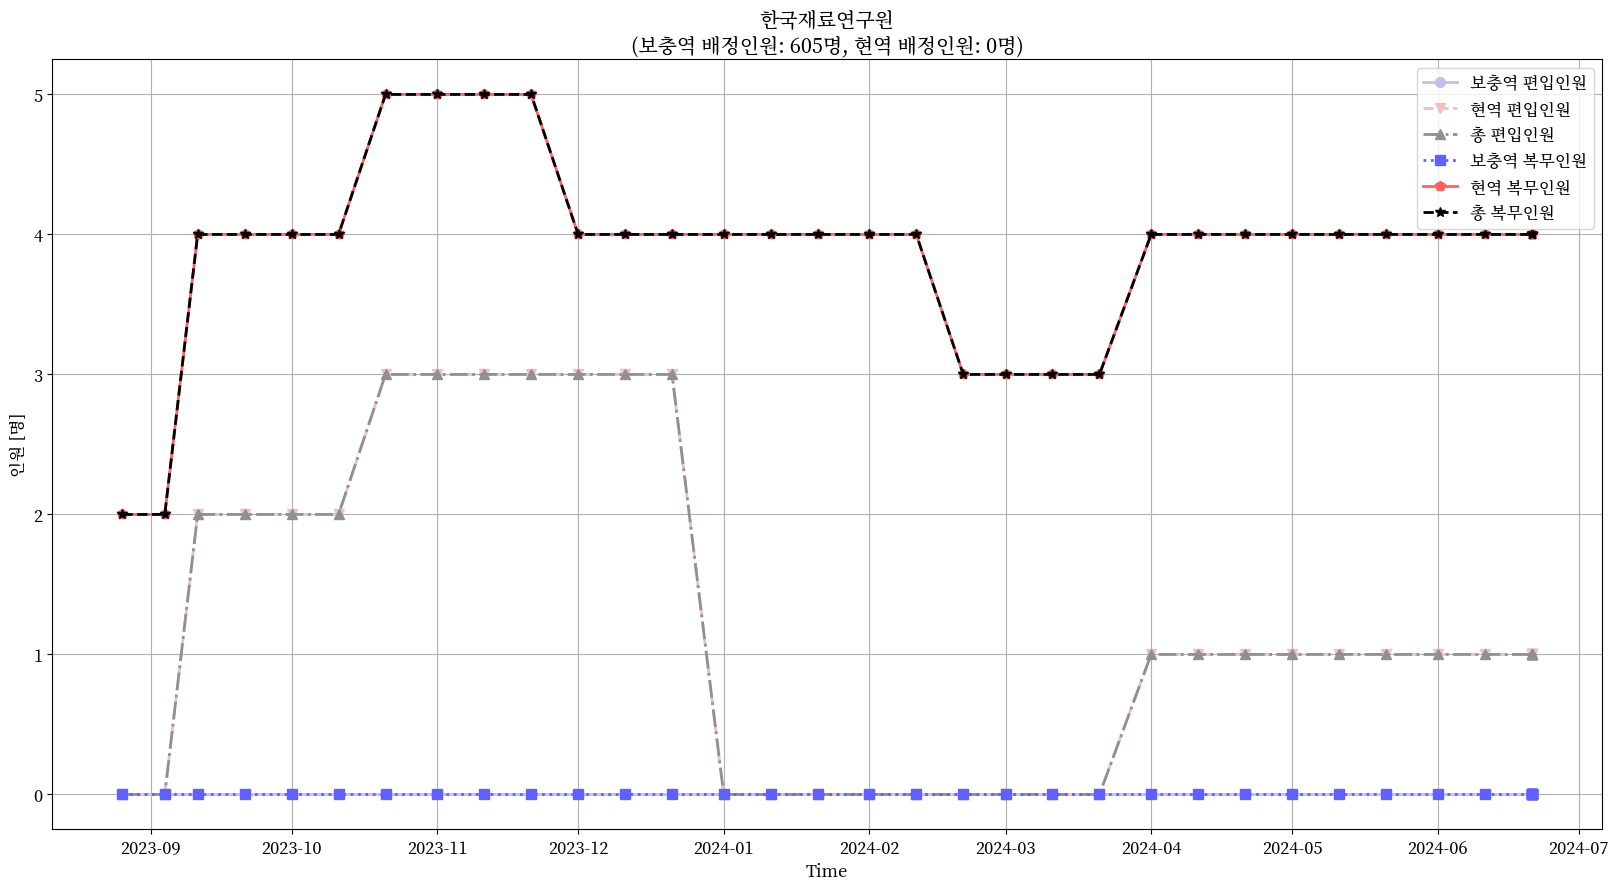 한국재료연구원
(보충역 배정인원: 605명, 현역 배정인원: 0명)
보충역 편입인원
현역 편입인원
총 편입인원
보충역 복무인원
현역 복무인원
총 복무인원
인원 [명]
5
4
3
2
1
0
2023-09 2023-10 2023-11 2023-12 2024-01 2024-02 2024-03 2024-04 2024-05 2024-06 2024-07
Time